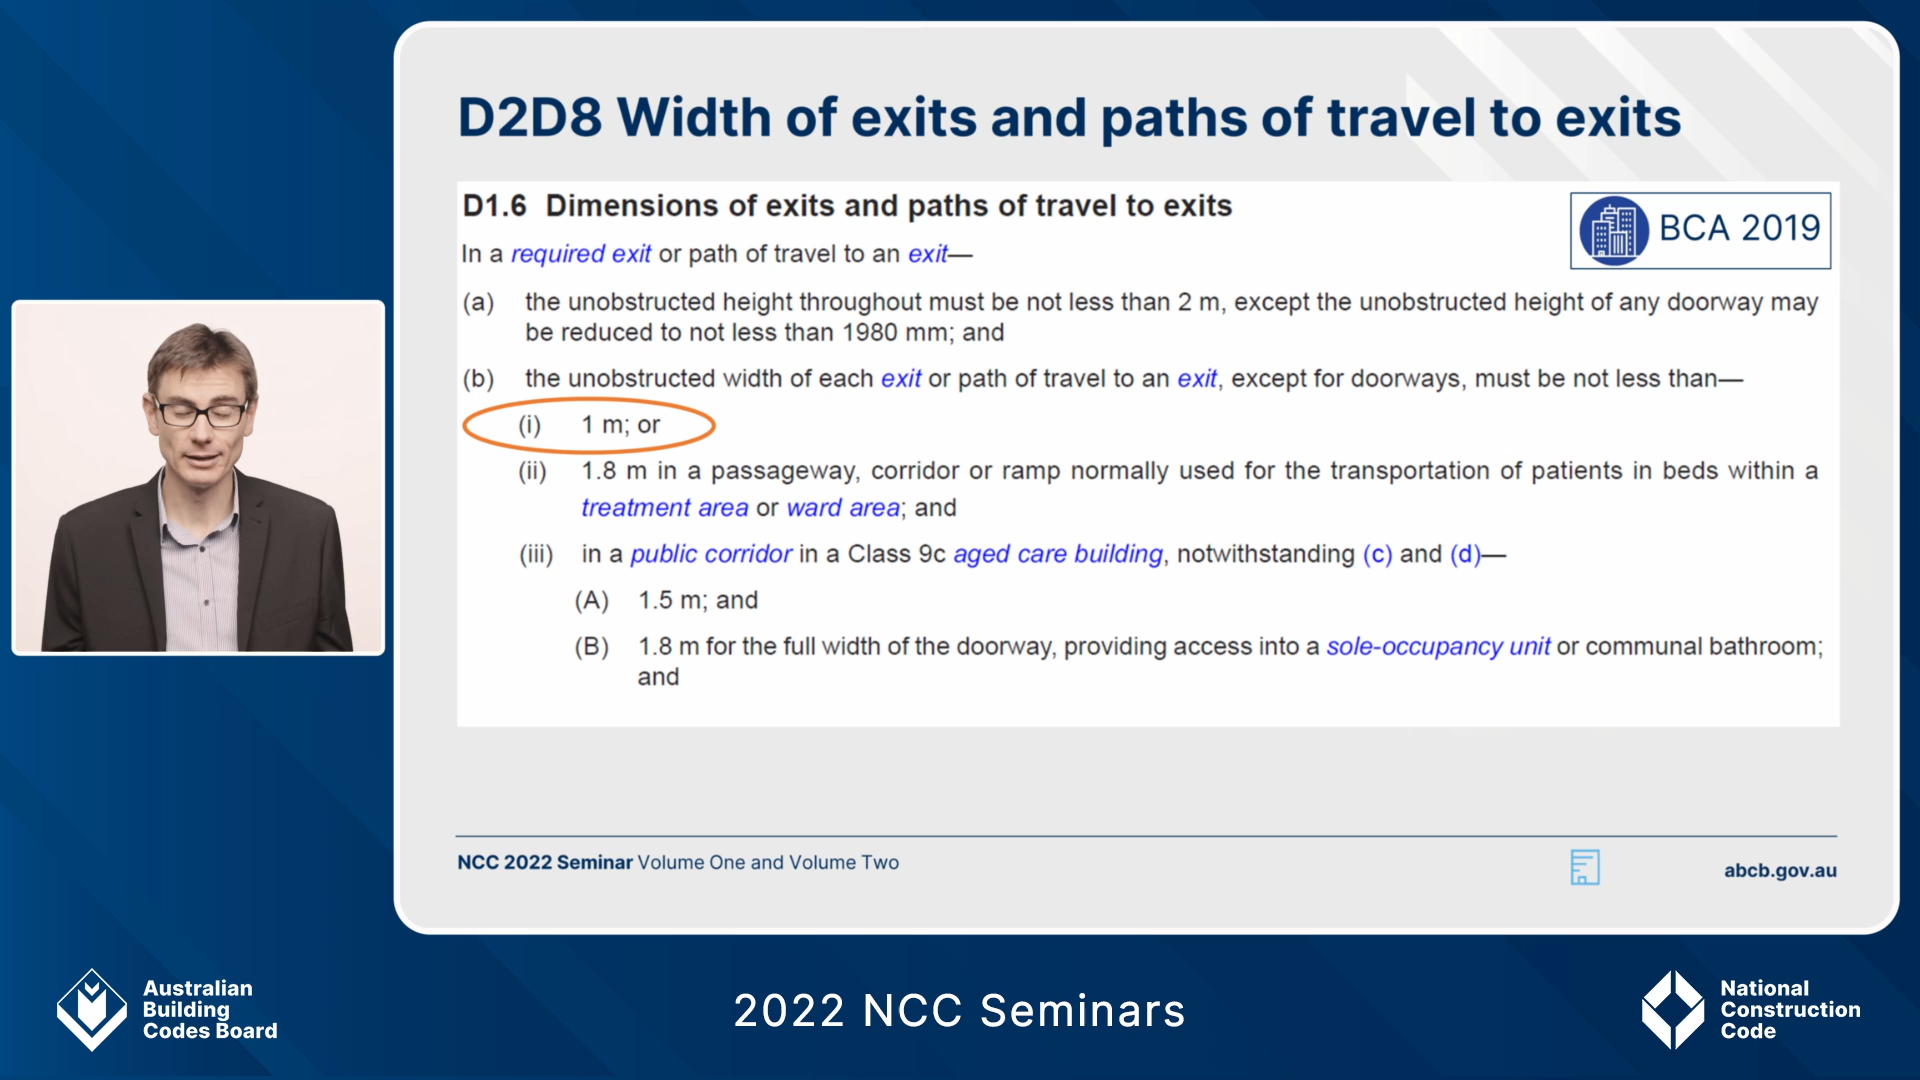 D2D8 Width of exits and paths of travel to exits
D1.6 Dimensions of exits and paths of travel to exits
BCA 2019
In a required exit or path of travel to an exit—
(a) the unobstructed height throughout must be not less than 2 m, except the unobstructed height of any doorway may
be reduced to not less than 1980 mm; and
(b) the unobstructed width of each exit or path of travel to an exit, except for doorways, must be not less than—
(i) 1 m; or
(ii) 1.8 m in a passageway, corridor or ramp normally used for the transportation of patients in beds within a
treatment area or ward area; and
(iii) in a public corridor in a Class 9c aged care building, notwithstanding (c) and (d)—
(A) 1.5 m; and
(B) 1.8 m for the full width of the doorway, providing access into a sole-occupancy unit or communal bathroom;
and
NCC 2022 Seminar Volume One and Volume Two
abcb.gov.au
Australian
Building
Codes Board
2022 NCC Seminars
National
Construction
Code